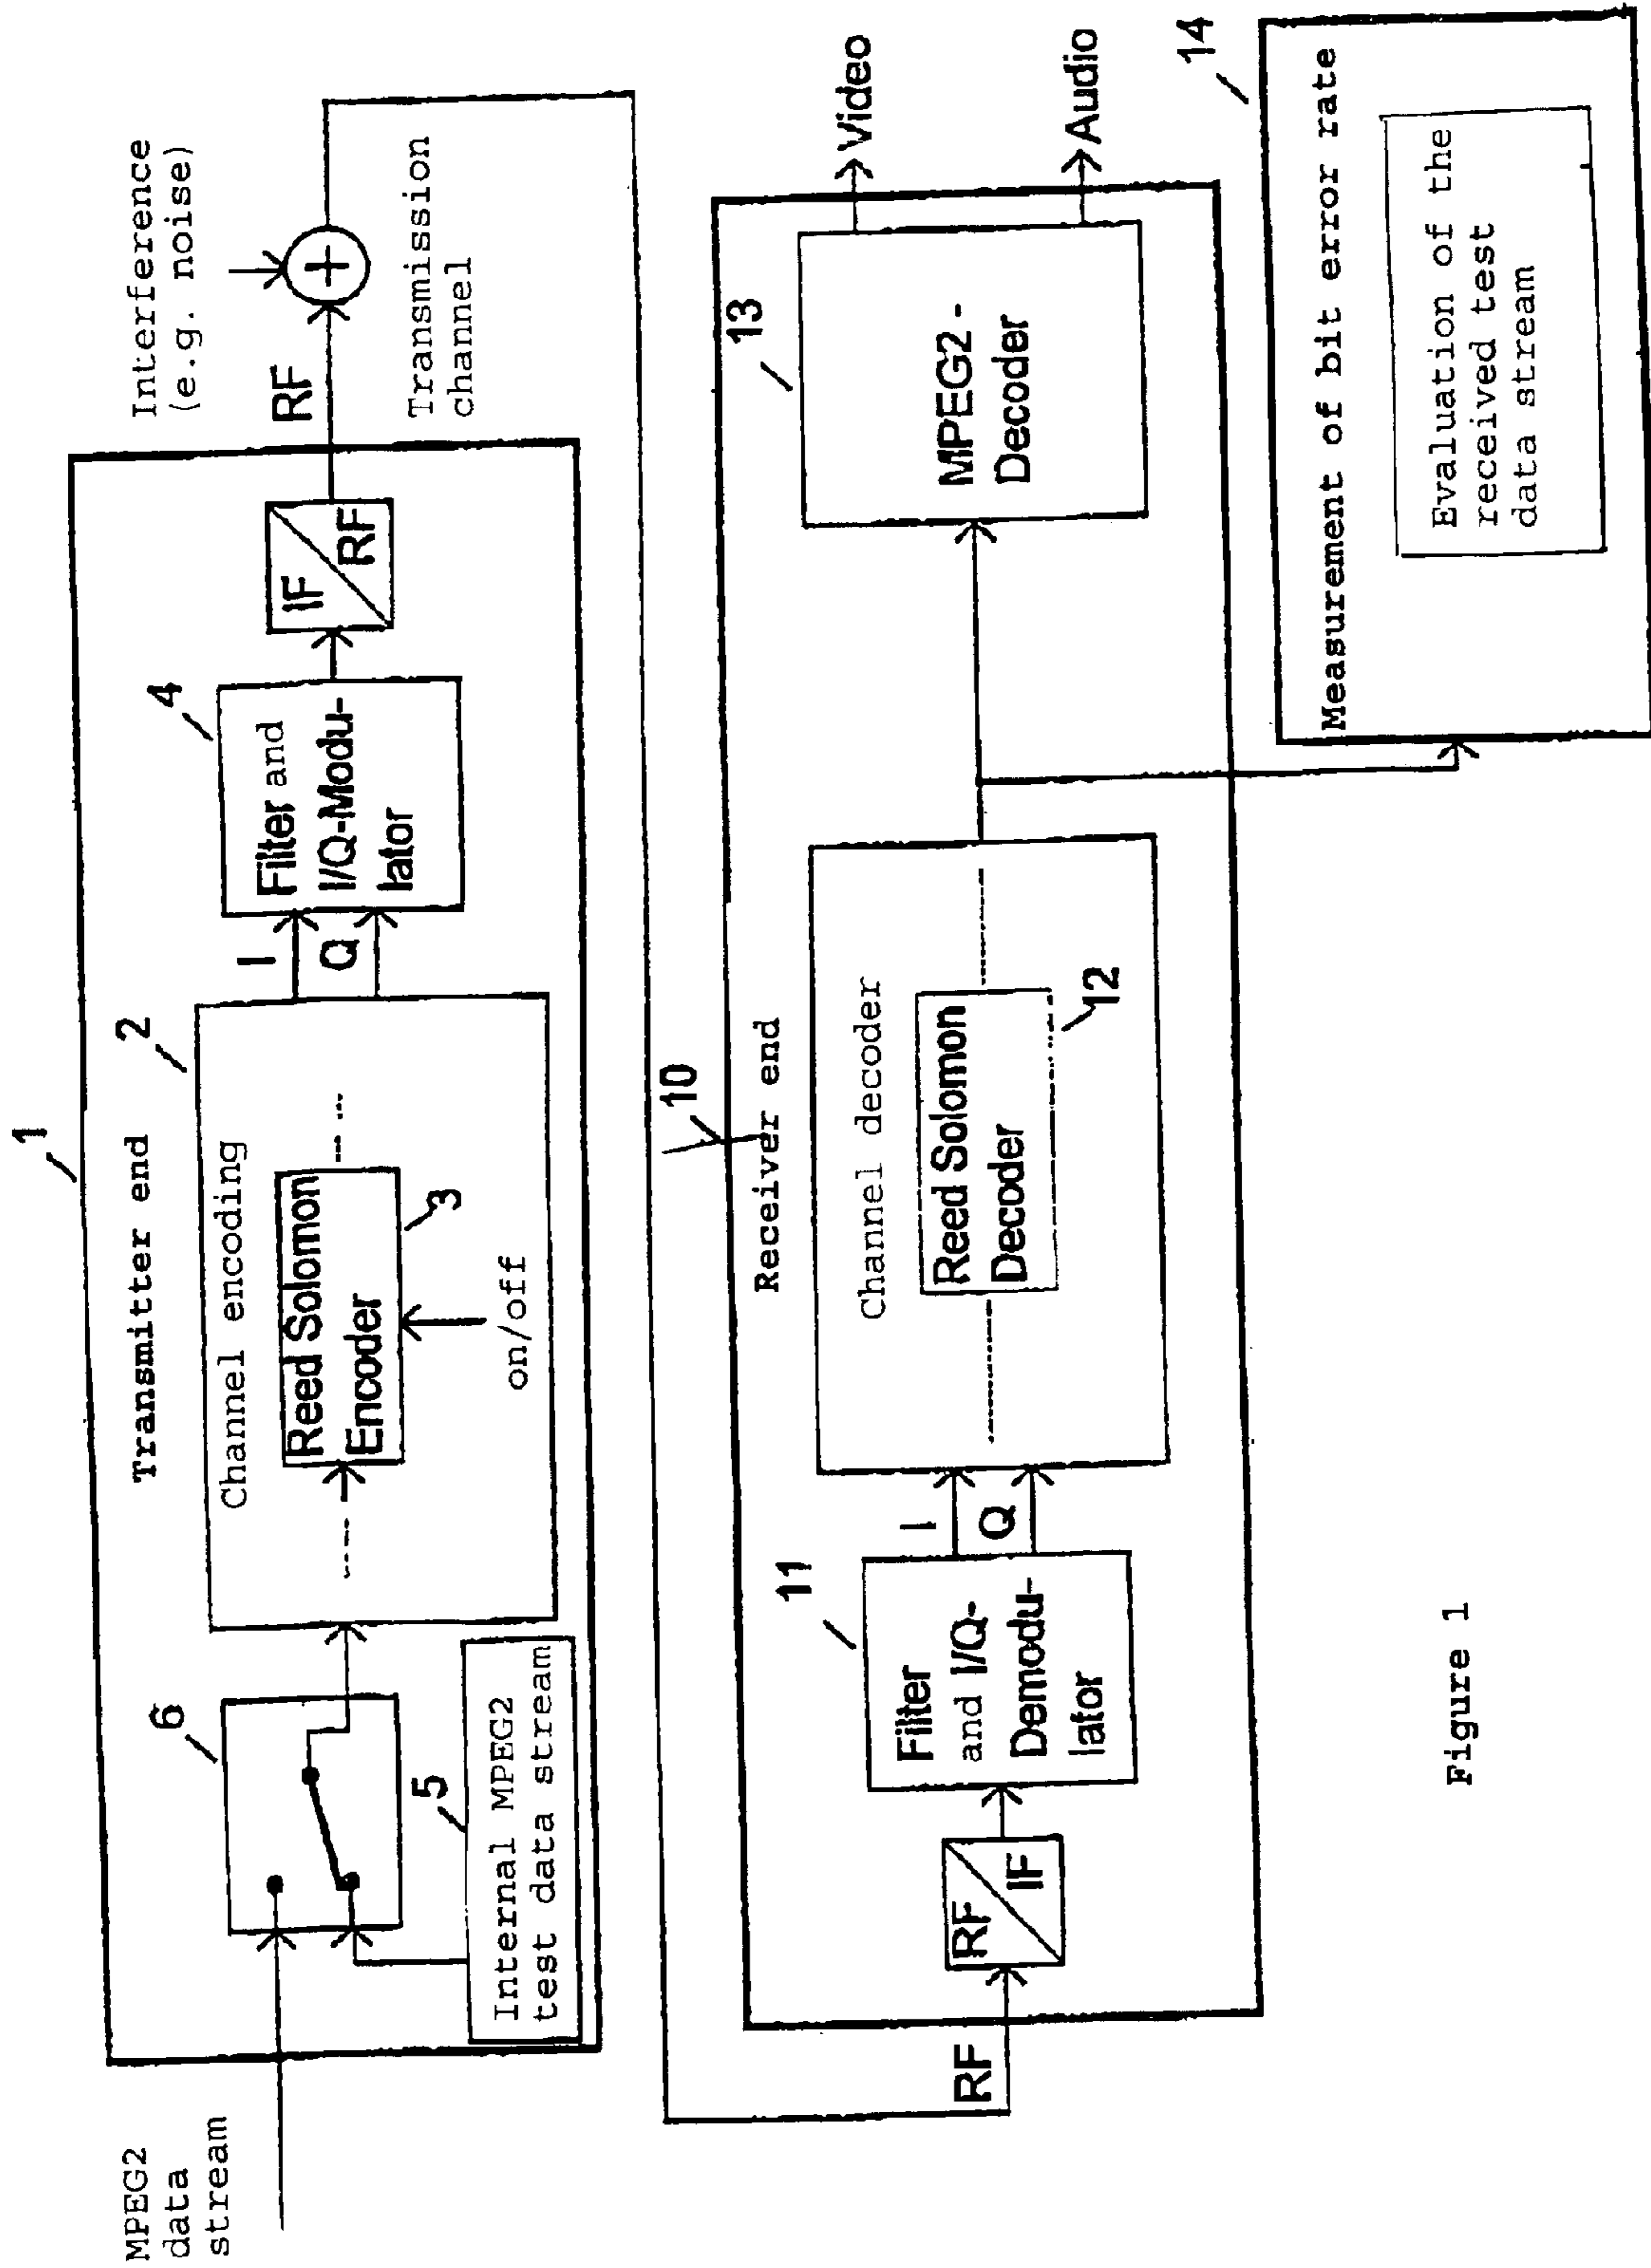 1
Transmitter end
2
Channel encoding
Reed Solomon
Encoder
3
on/off
MPEG2
data
stream
6
5
Internal MPEG2
test data stream
I
Q
4
Filter and
I/Q-Modu-
lator
IF
RF
RF
Interference
(e.g. noise)
Transmission
channel
10
Receiver end
RF
RF
IF
11
Filter
and I/Q-
Demodu-
lator
I
Q
Channel decoder
Reed Solomon
Decoder
12
13
MPEG2 -
Decoder
Video
Audio
14
Measurement of bit error rate
Evaluation of the
received test
data stream
Figure 1